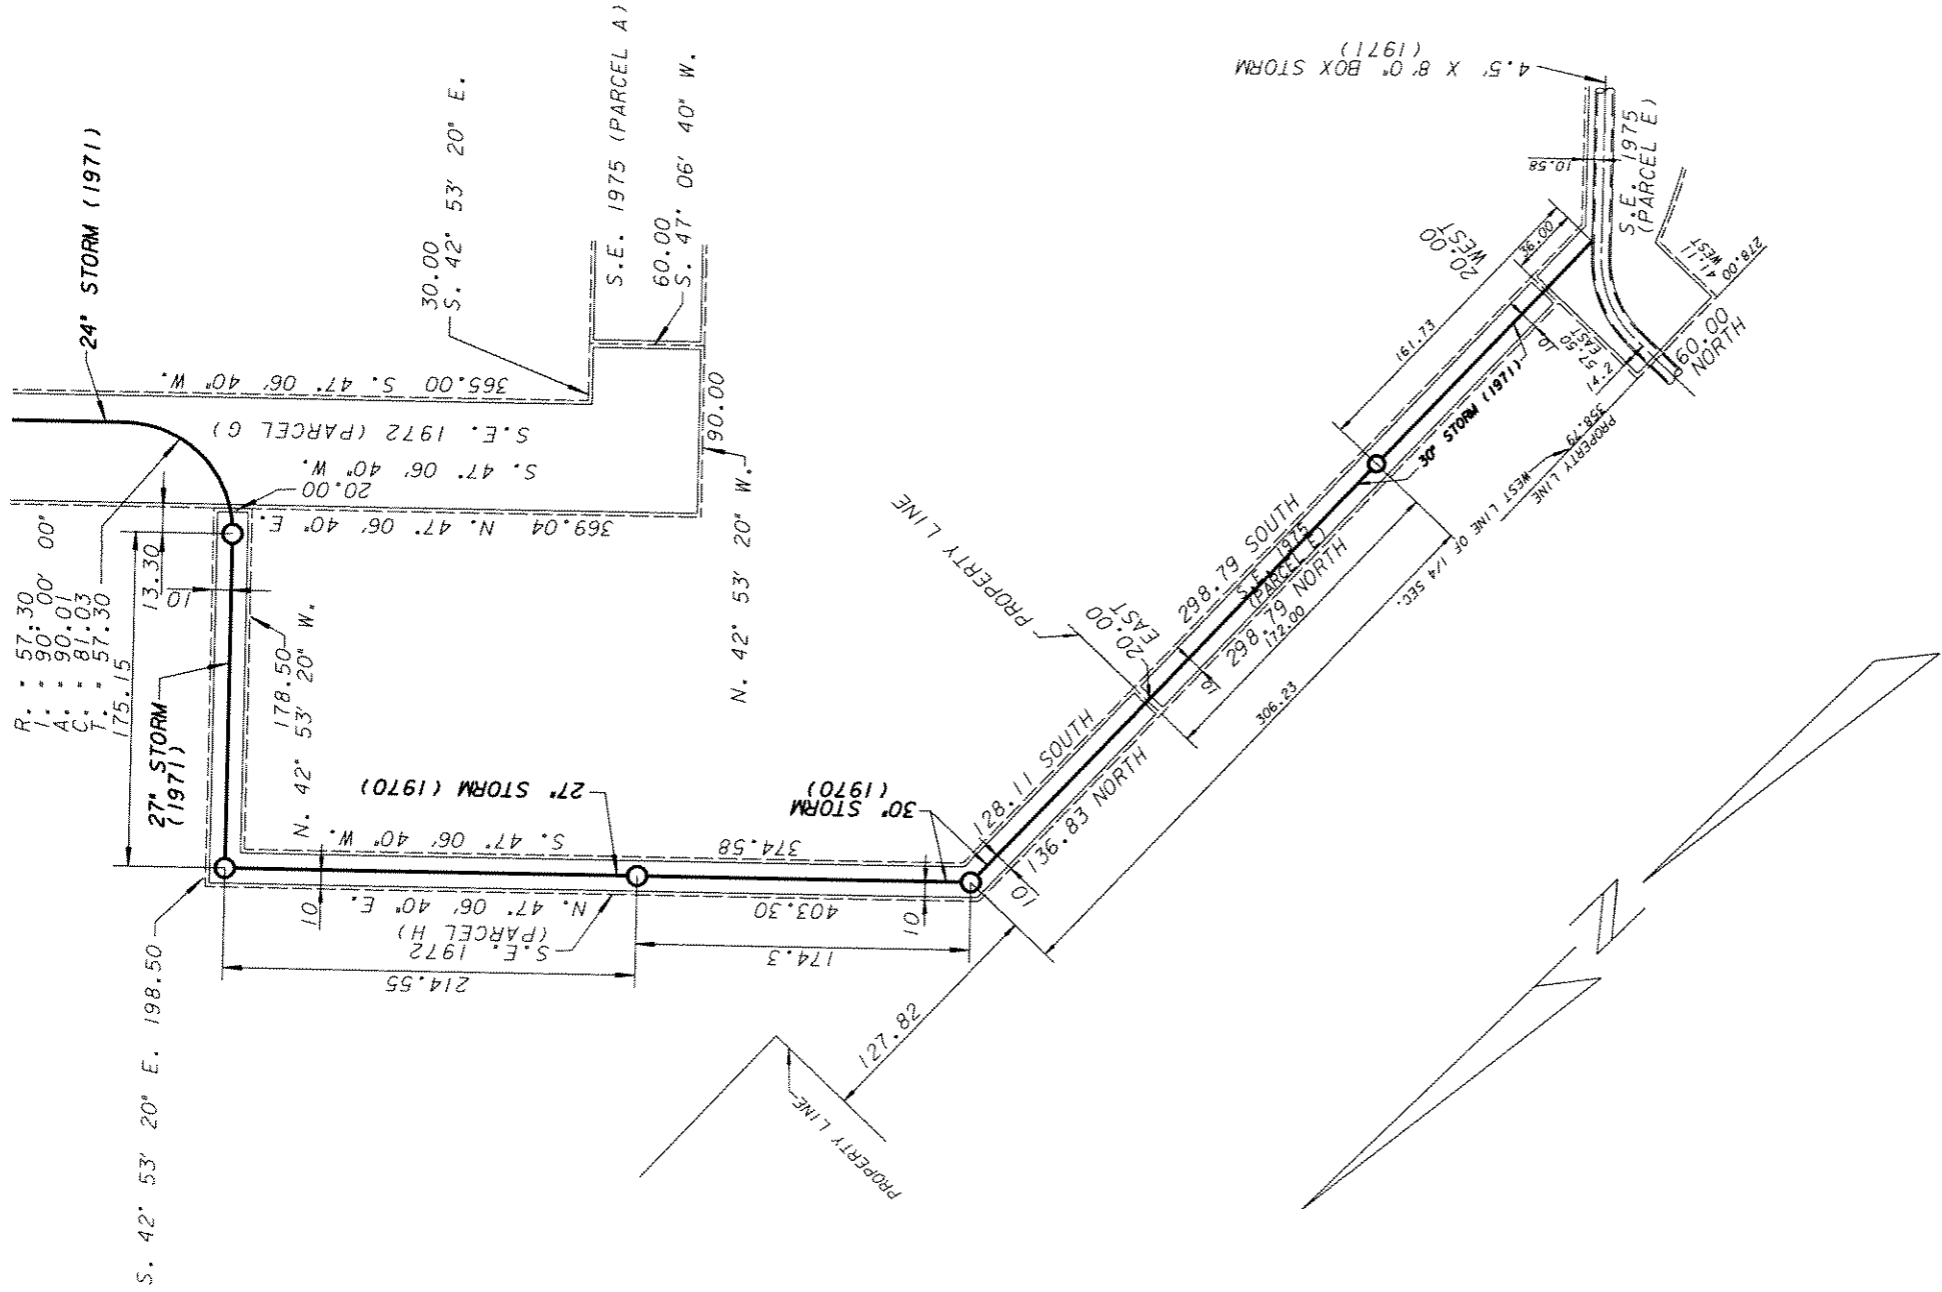 24" STORM (1971)
30.00
S. 42° 53' 20" E.
S.E. 1975 (PARCEL A)
60.00
S. 47° 06' 40" W.
4.5' X 8'0" BOX STORM
(1971)
365.00 S. 47° 06' 40" W.
S.E. 1972 (PARCEL G)
S. 47° 06' 40" W.
20.00
369.04 N. 47° 06' 40" E.
90.00
N. 42° 53' 20" W.
R. = 57.30
I. = 90° 00' 00"
A. = 90.01
C. = 81.03
T. = 57.30
175.15
13.30
10
27" STORM
(1971)
178.50
N. 42° 53' 20" W.
27" STORM (1970)
30" STORM
(1970)
S. 47° 06' 40" W.
374.58
10
N. 47° 06' 40" E.
403.30
10
S.E. 1972
(PARCEL H)
214.55
174.3
S. 42° 53' 20" E. 198.50
127.82
PROPERTY LINE
PROPERTY LINE
128.11 SOUTH
136.83 NORTH
10
20.00
EAST
298.79 SOUTH
S.E. 1975
(PARCEL E)
298.79 NORTH
172.00
10
306.23
161.73
30" STORM (1971)
10
20.00
WEST
36.00
10.58
S.E. 1975
(PARCEL E)
41.11
WEST
278.00
60.00
NORTH
57.50
EAST
14.2
358.79
PROPERTY LINE
WEST LINE OF 1/4 SEC.
N